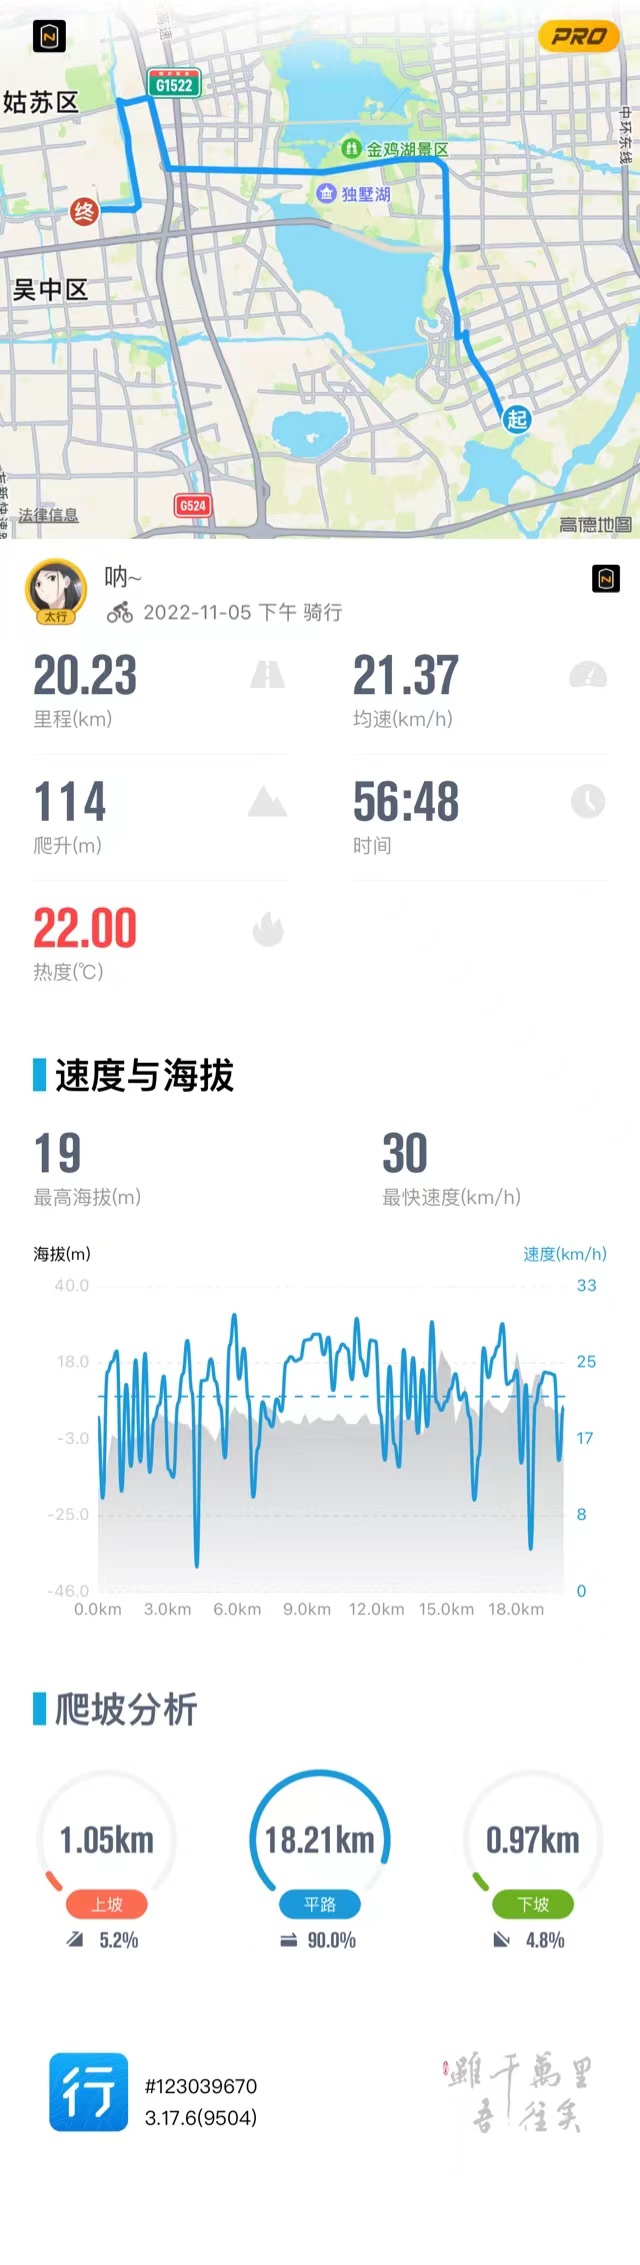 PRO
G1522
姑苏区
中环东线
金鸡湖景区
独墅湖
终
吴中区
起
G524
法律信息
高德地图
呐~
太行
2022-11-05 下午 骑行
20.23
21.37
里程(km)
均速(km/h)
114
56:48
爬升(m)
时间
22.00
热度(℃)
速度与海拔
19
30
最高海拔(m)
最快速度(km/h)
海拔(m)
速度(km/h)
40.0
33
18.0
25
-3.0
17
-25.0
8
-46.0
0
0.0km 3.0km 6.0km 9.0km 12.0km 15.0km 18.0km
爬坡分析
1.05km
18.21km
0.97km
上坡
平路
下坡
5.2%
90.0%
4.8%
行
#123039670
3.17.6(9504)
虽千萬里
吾往矣